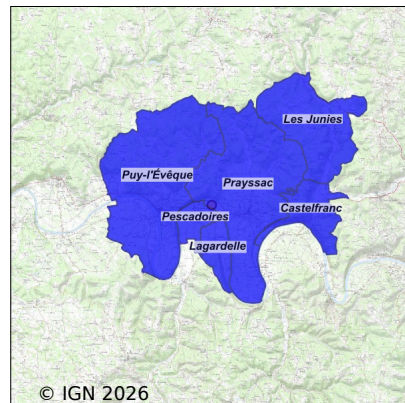 Les Junies
Puy-l'Évêque
Prayssac
Castelfranc
Pescadoires
Lagardelle
© IGN 2026